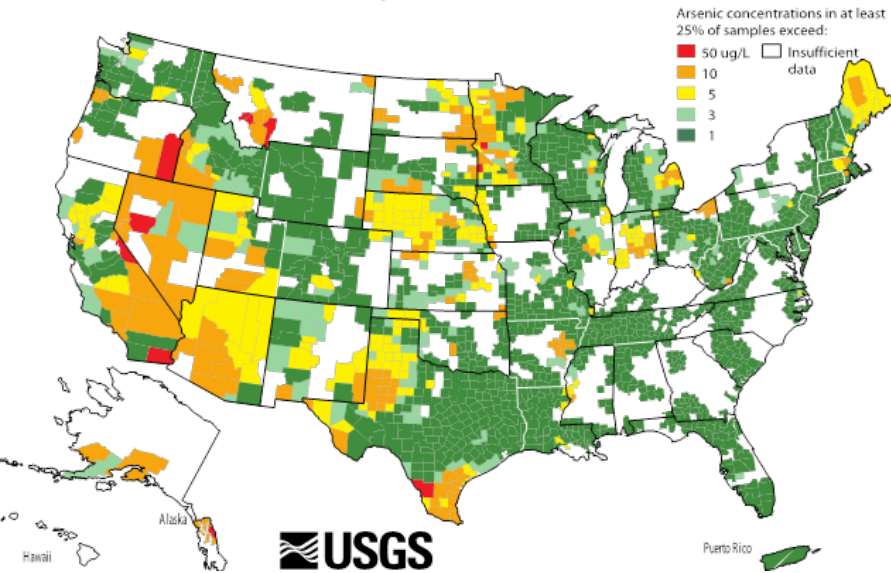 Arsenic concentrations in at least
25% of samples exceed:
50 ug/L Insufficient
data
10
5
3
1
Alaska
Hawaii
USGS
Puerto Rico